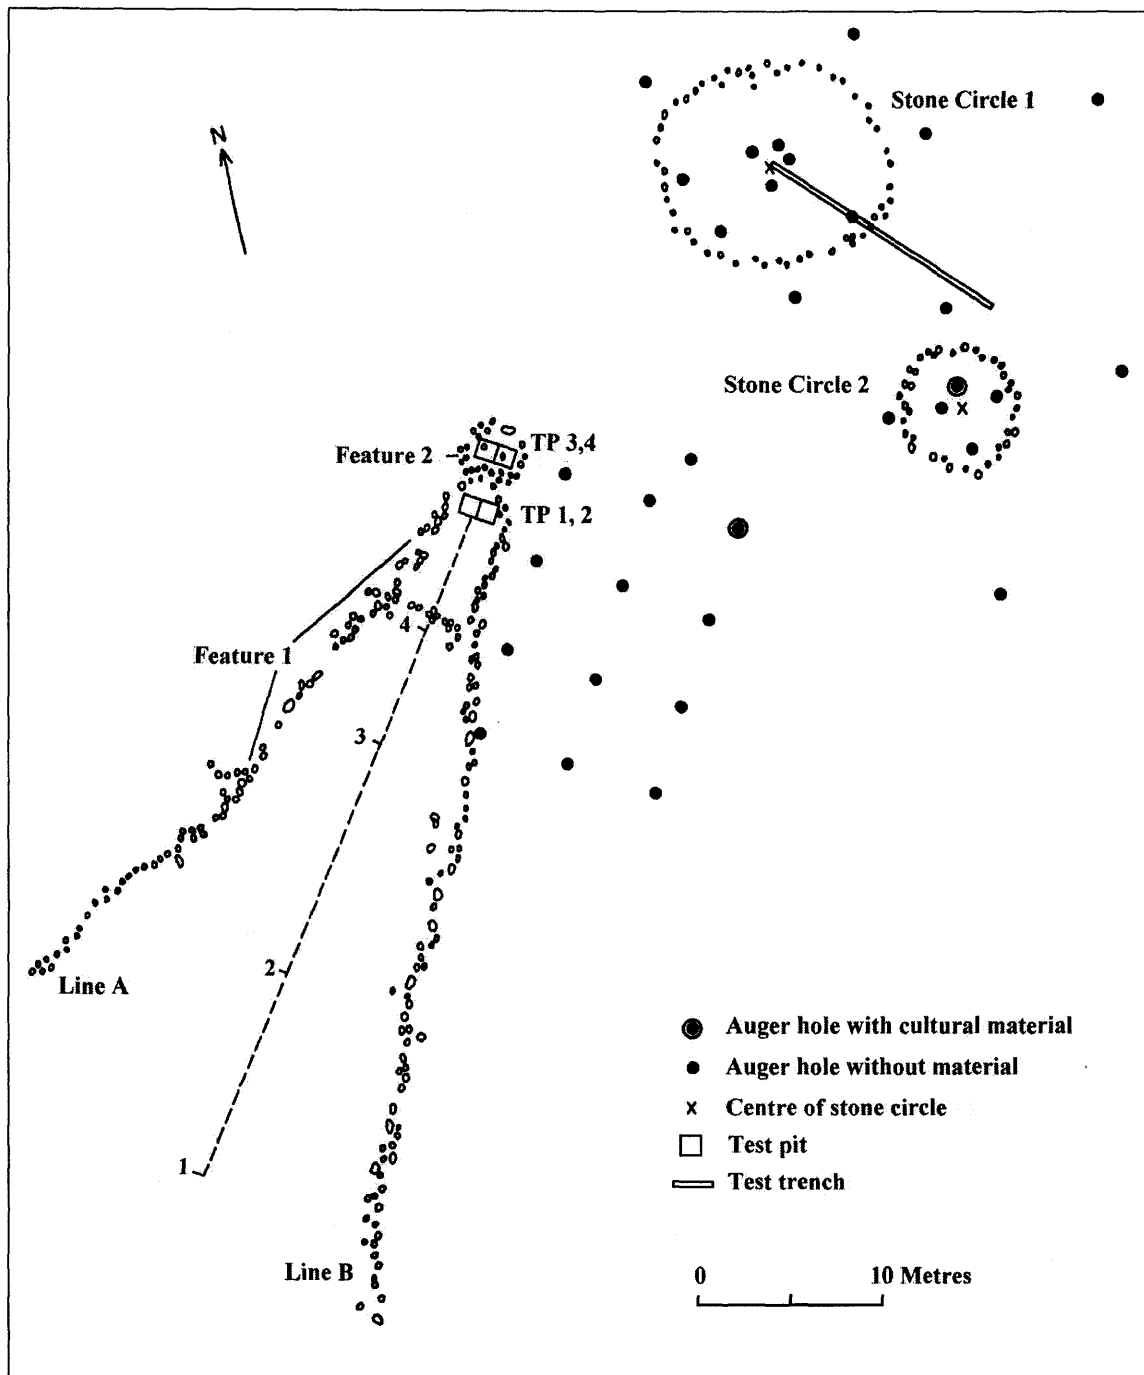 Stone Circle 1
N
Stone Circle 2
Feature 2
TP 3,4
TP 1, 2
4
Feature 1
3
2
Line A
1
Line B
Auger hole with cultural material
Auger hole without material
x Centre of stone circle
Test pit
Test trench
0 10 Metres